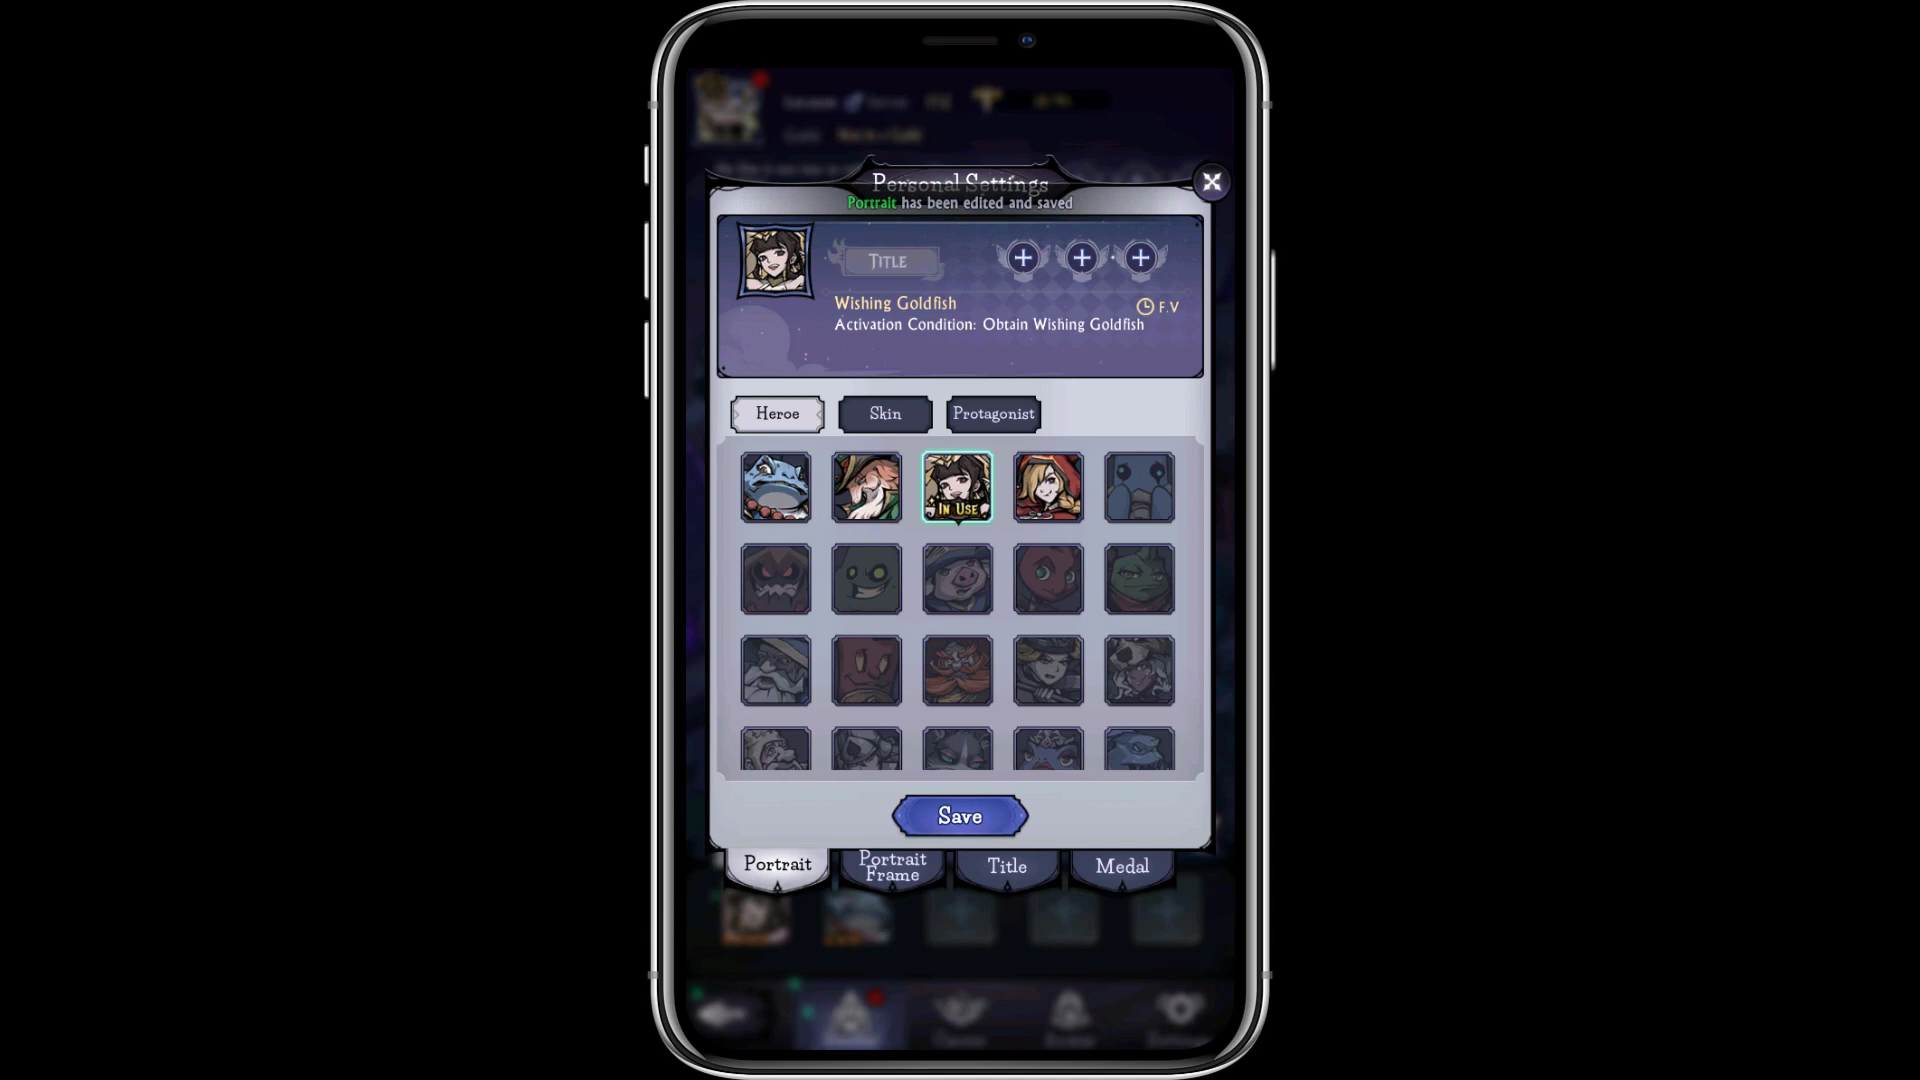 Personal Settings
Portrait has been edited and saved
TITLE
Wishing Goldfish
F.V
Activation Condition: Obtain Wishing Goldfish
Heroe
Skin
Protagonist
IN USE
Save
Portrait
Portrait
Frame
Title
Medal